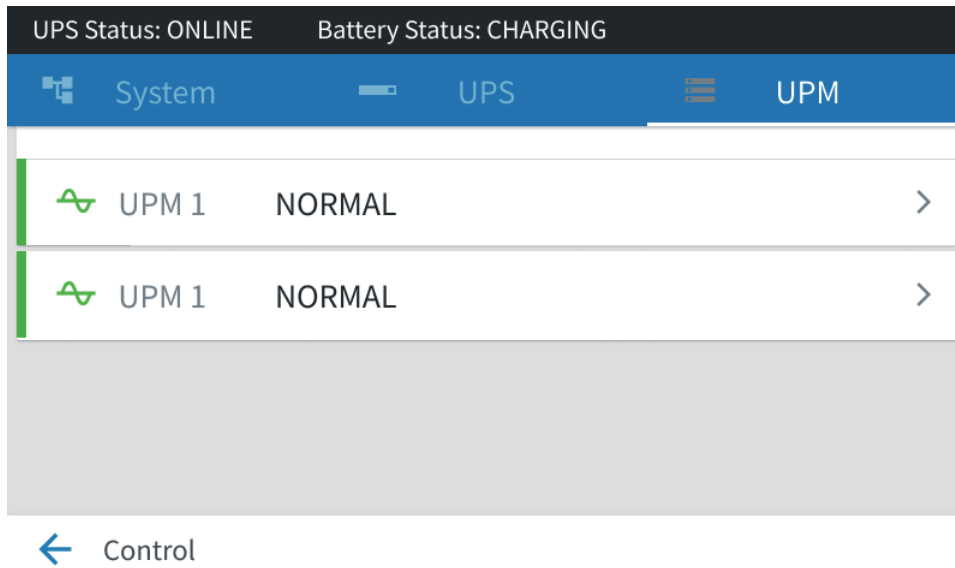 UPS Status: ONLINE Battery Status: CHARGING
System UPS UPM
UPM 1 NORMAL
UPM 1 NORMAL
Control